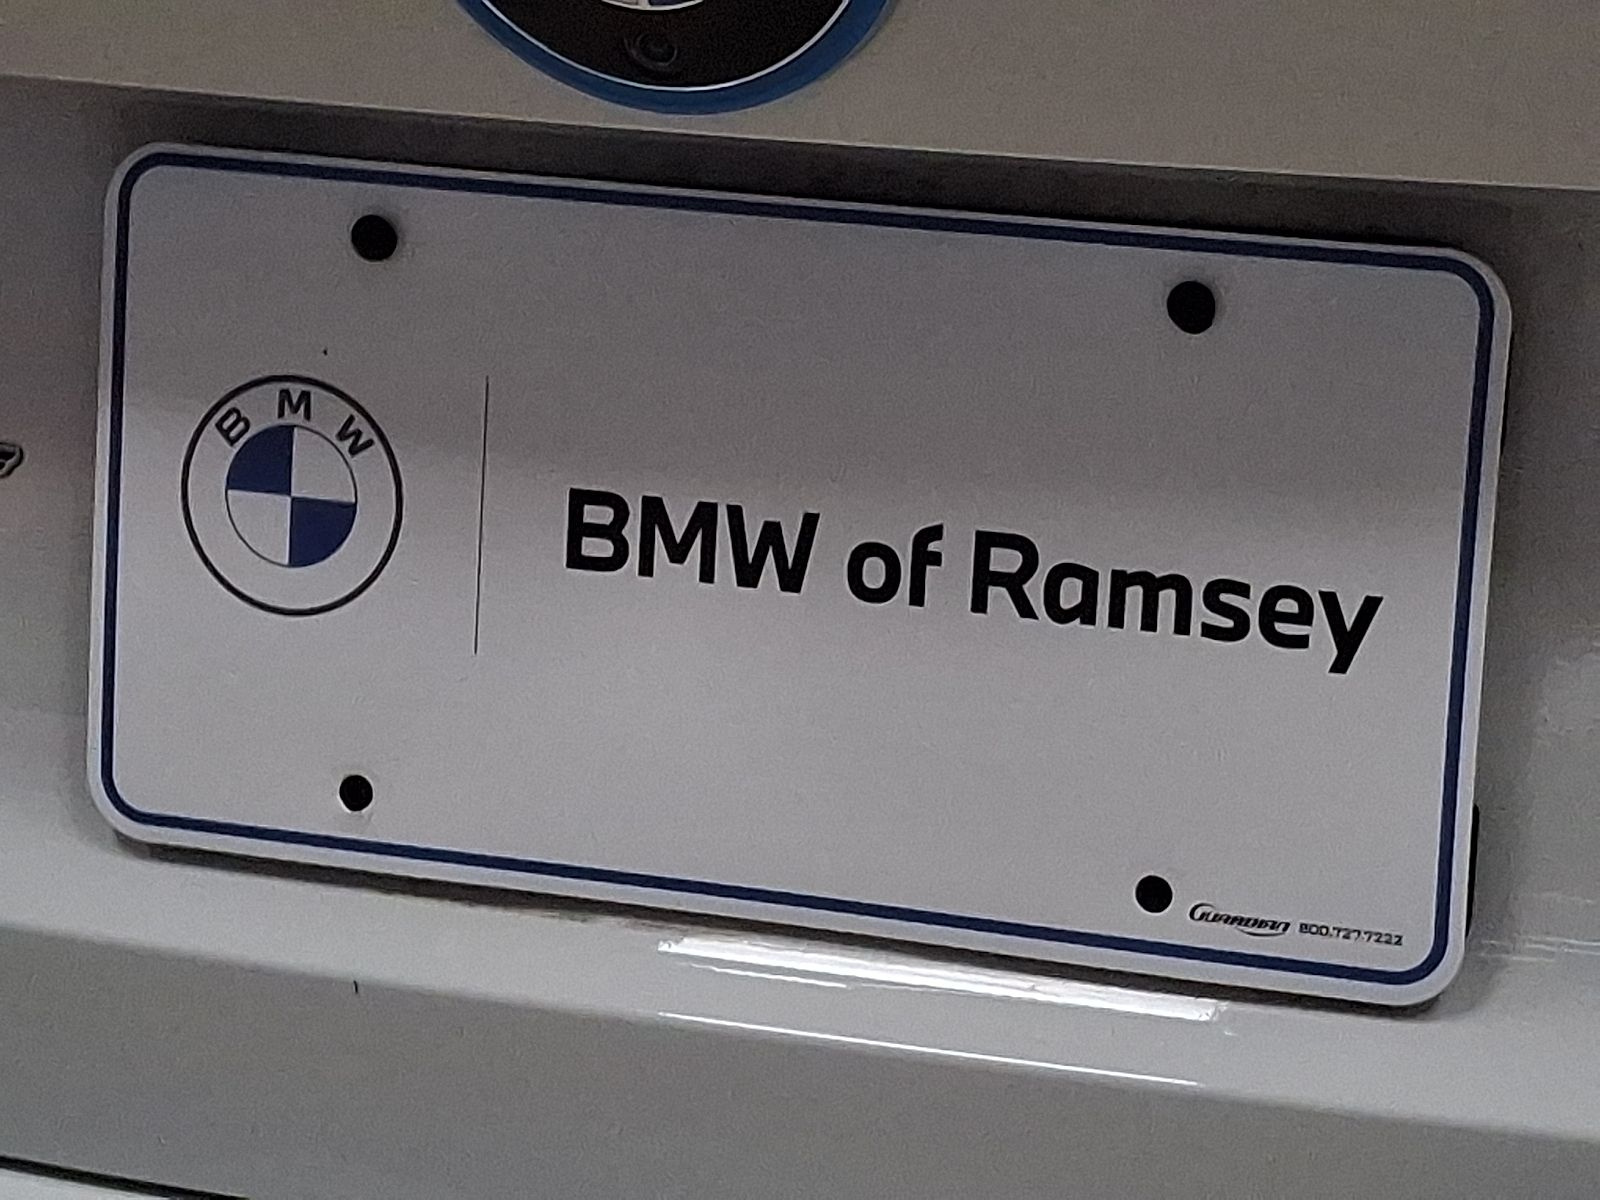 BMW
BMW of Ramsey
GUARDIAN 800.727.7222